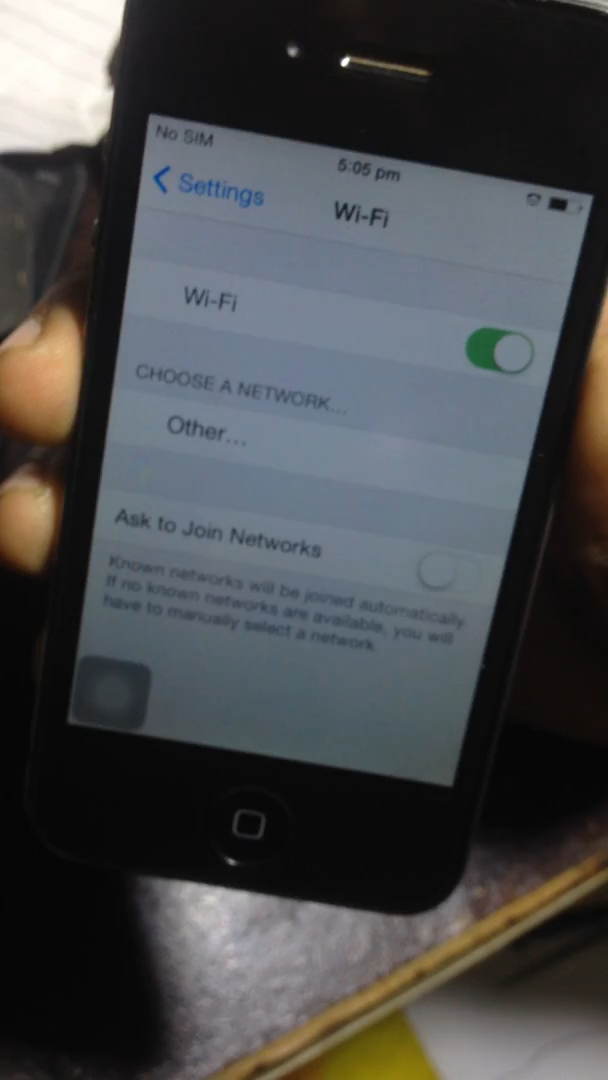 No SIM
5:05 pm
Settings
Wi-Fi
Wi-Fi
CHOOSE A NETWORK...
Other...
Ask to Join Networks
Known networks will be joined automatically.
If no known networks are available, you will
have to manually select a network.